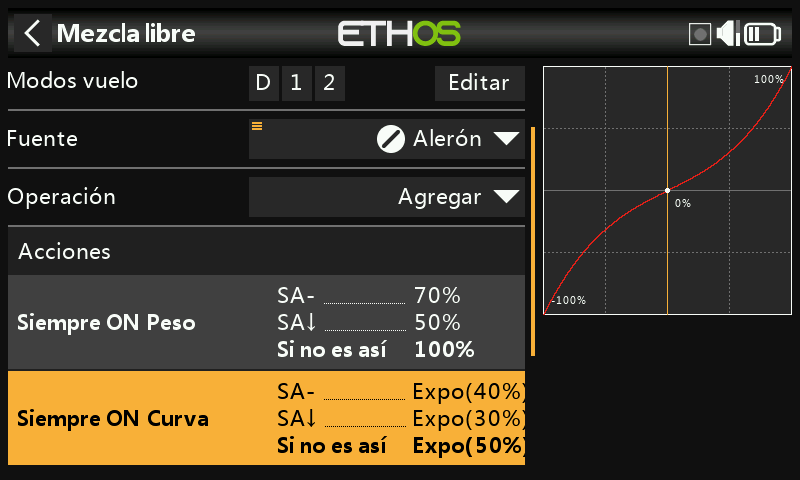 Mezcla libre
ETHOS
Modos vuelo
D 1 2
Editar
Fuente
Alerón
Operación
Agregar
Acciones
Siempre ON Peso
SA- 70%
SA↓ 50%
Si no es así 100%
Siempre ON Curva
SA- Expo(40%)
SA↓ Expo(30%)
Si no es así Expo(50%)
100%
0%
-100%